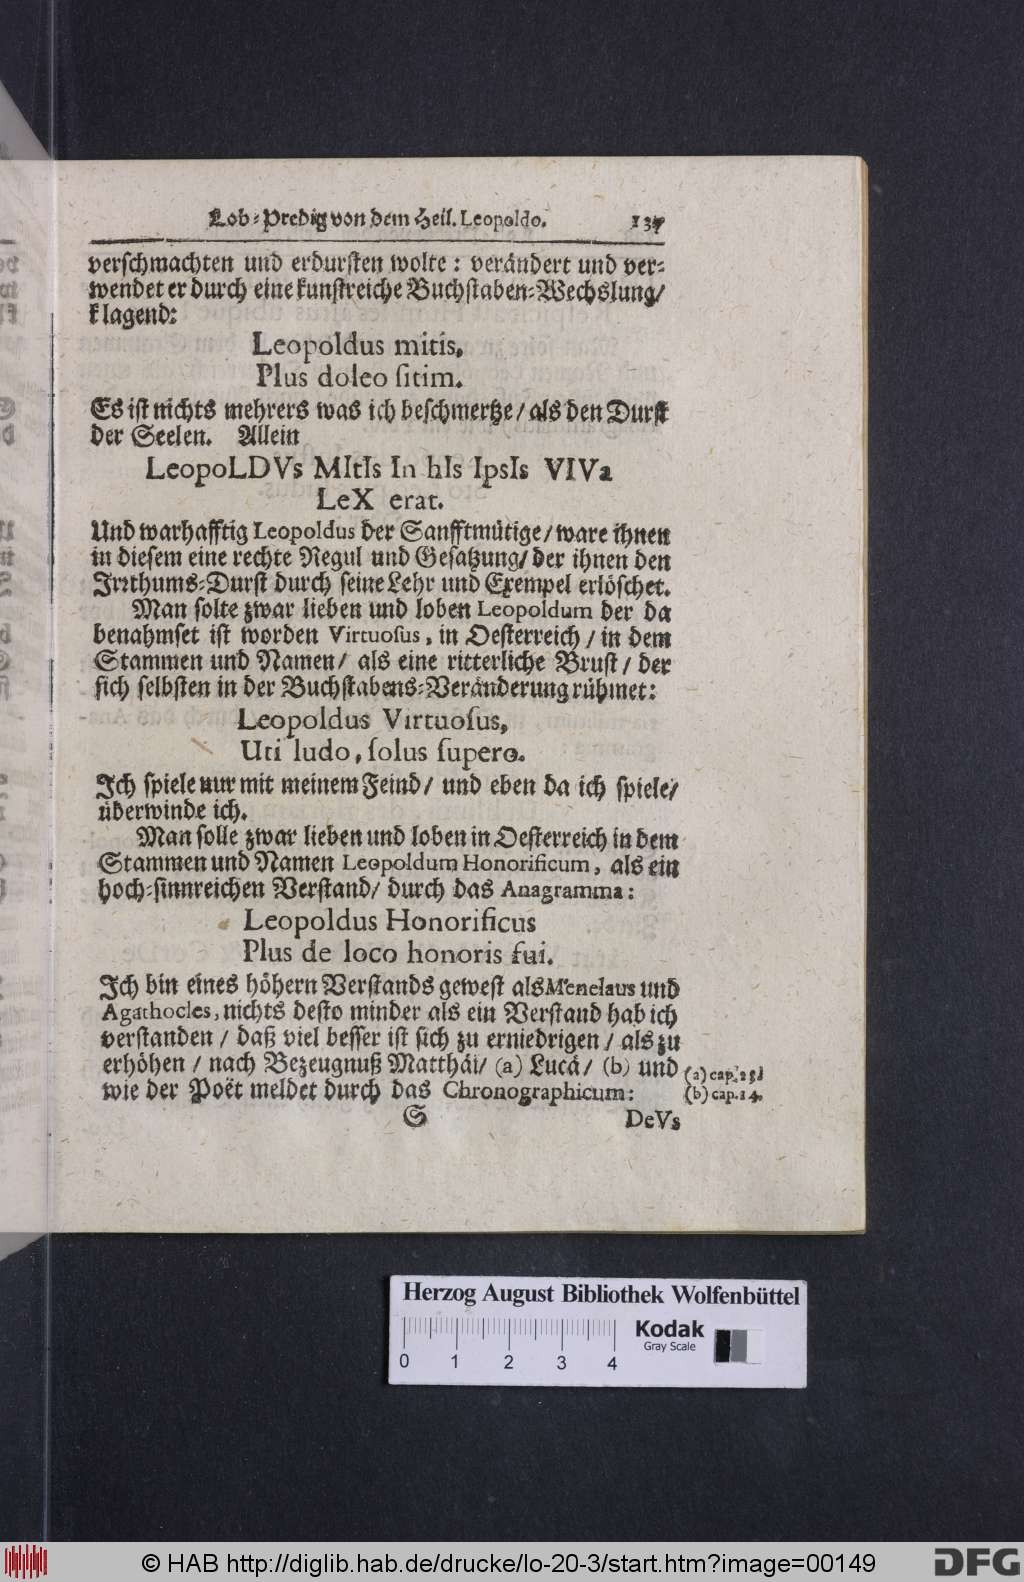 Lob-Predig von dem Heil. Leopoldo. 137
verschmachten und erdursten wolte: verändert und ver-
wendet er durch eine kunstreiche Buchstaben-Wechslung/
klagend:
Leopoldus mitis,
Plus doleo ſitim.
Es ist nichts mehrers was ich beschmertze/ als den Durst
der Seelen. Allein
LeopoLDVs MItIs In hIs IpsIs VIVa
LeX erat.
Und warhafftig Leopoldus der Sanfftmütige/ ware ihnen
in diesem eine rechte Regul und Gesatzung/ der ihnen den
Irrthums-Durst durch seine Lehr und Exempel erlöschet.
Man solte zwar lieben und loben Leopoldum der da
benahmset ist worden Virtuoſus, in Oesterreich/ in dem
Stammen und Namen/ als eine ritterliche Brust/ der
sich selbsten in der Buchstabens-Veränderung rühmet:
Leopoldus Virtuoſus,
Uti ludo, ſolus ſupero.
Ich spiele nur mit meinem Feind/ und eben da ich spiele/
überwinde ich.
Man solle zwar lieben und loben in Oesterreich in dem
Stammen und Namen Leopoldum Honorificum, als ein
hoch-sinnreichen Verstand/ durch das Anagramma:
Leopoldus Honorificus
Plus de loco honoris fui.
Ich bin eines höhern Verstands gewest als Menelaus und
Agathocles, nichts desto minder als ein Verstand hab ich
verstanden/ daß viel besser ist sich zu erniedrigen/ als zu
erhöhen/ nach Bezeugnuß Matthäi/ (a) Lucä/ (b) und
wie der Poët meldet durch das Chronographicum:
(a) cap. 23.
(b) cap. 14.
S DeVs
Herzog August Bibliothek Wolfenbüttel
Kodak
Gray Scale
0 1 2 3 4
© HAB http://diglib.hab.de/drucke/lo-20-3/start.htm?image=00149
DFG